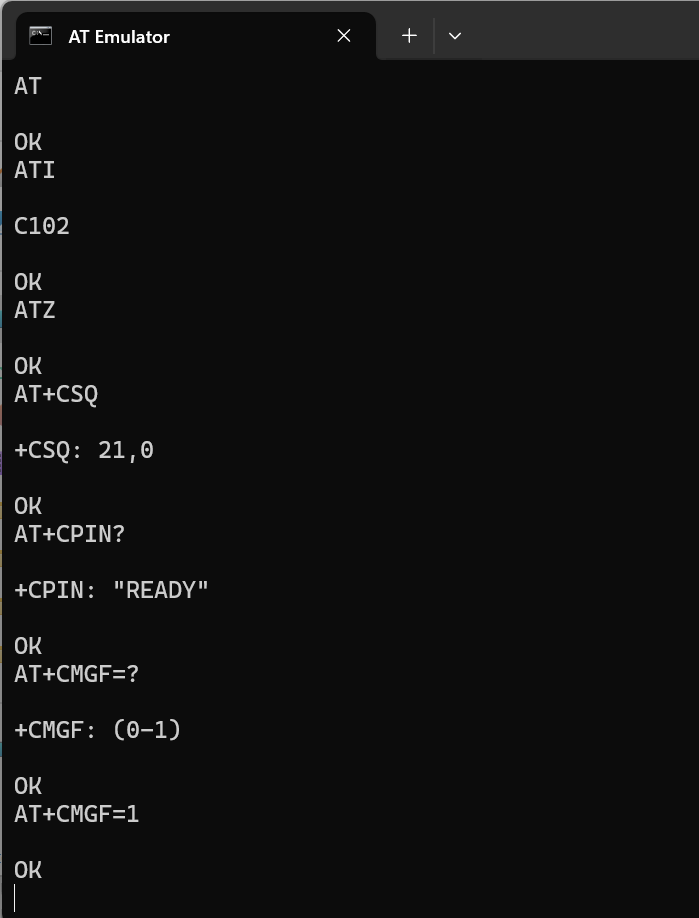 AT Emulator
AT
OK
ATI
C102
OK
ATZ
OK
AT+CSQ
+CSQ: 21,0
OK
AT+CPIN?
+CPIN: "READY"
OK
AT+CMGF=?
+CMGF: (0-1)
OK
AT+CMGF=1
OK